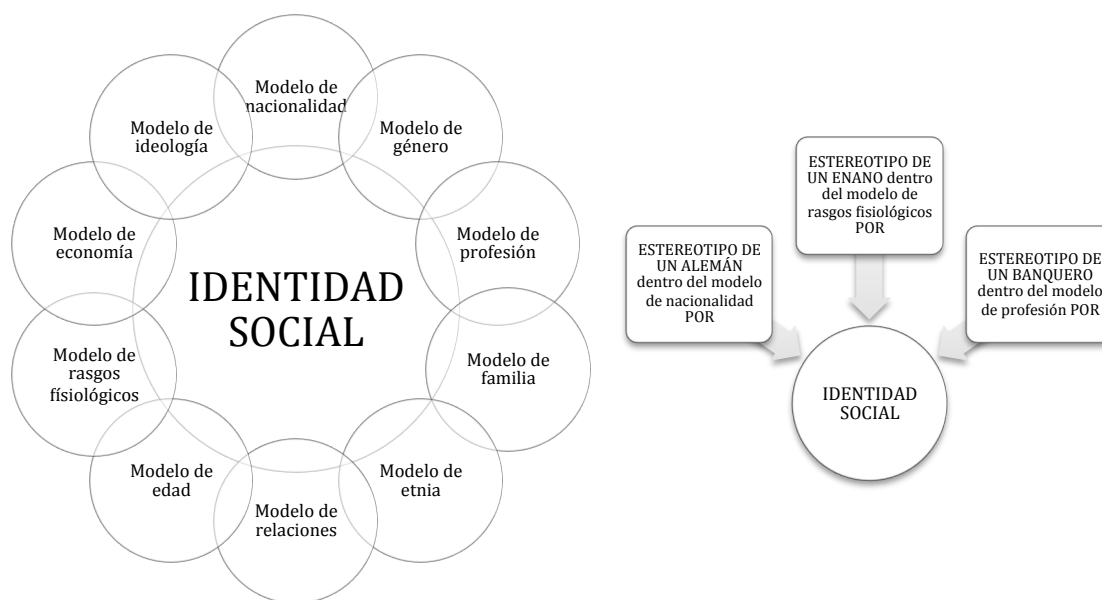 Modelo de
nacionalidad
Modelo de
género
Modelo de
profesión
Modelo de
familia
Modelo de
etnia
Modelo de
relaciones
Modelo de
edad
Modelo de
rasgos
físiológicos
Modelo de
economía
Modelo de
ideología
IDENTIDAD
SOCIAL
ESTEREOTIPO DE
UN ALEMÁN
dentro del modelo
de nacionalidad
POR
ESTEREOTIPO DE
UN ENANO dentro
del modelo de
rasgos fisiológicos
POR
ESTEREOTIPO DE
UN BANQUERO
dentro del modelo
de profesión POR
IDENTIDAD
SOCIAL